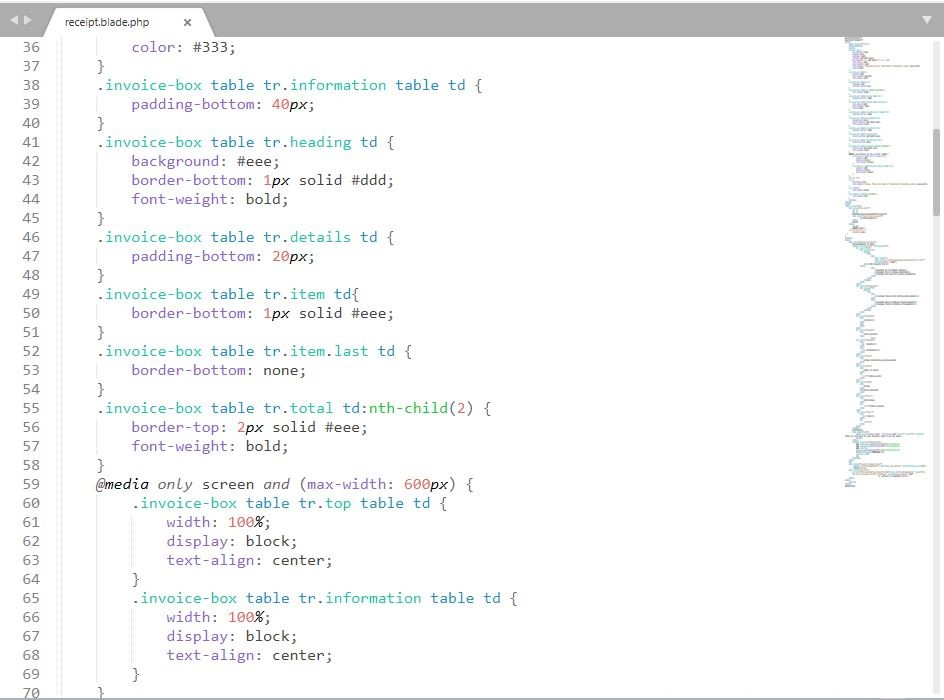 receipt.blade.php
36 color: #333;
37 }
38 .invoice-box table tr.information table td {
39 padding-bottom: 40px;
40 }
41 .invoice-box table tr.heading td {
42 background: #eee;
43 border-bottom: 1px solid #ddd;
44 font-weight: bold;
45 }
46 .invoice-box table tr.details td {
47 padding-bottom: 20px;
48 }
49 .invoice-box table tr.item td{
50 border-bottom: 1px solid #eee;
51 }
52 .invoice-box table tr.item.last td {
53 border-bottom: none;
54 }
55 .invoice-box table tr.total td:nth-child(2) {
56 border-top: 2px solid #eee;
57 font-weight: bold;
58 }
59 @media only screen and (max-width: 600px) {
60 .invoice-box table tr.top table td {
61 width: 100%;
62 display: block;
63 text-align: center;
64 }
65 .invoice-box table tr.information table td {
66 width: 100%;
67 display: block;
68 text-align: center;
69 }
70 }